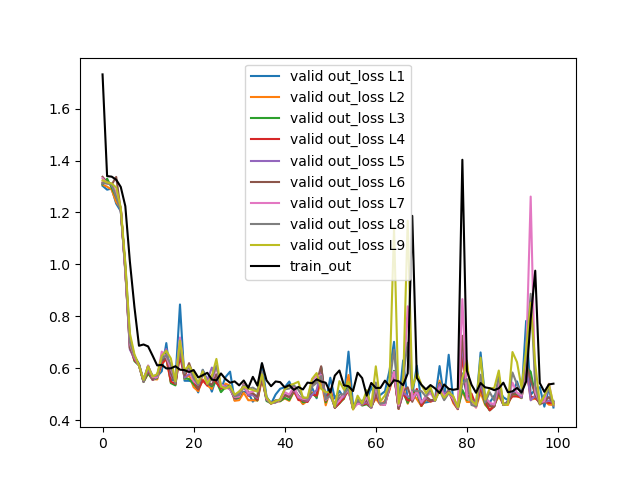 1.6
1.4
1.2
1.0
0.8
0.6
0.4
0
20
40
60
80
100
valid out_loss L1
valid out_loss L2
valid out_loss L3
valid out_loss L4
valid out_loss L5
valid out_loss L6
valid out_loss L7
valid out_loss L8
valid out_loss L9
train_out